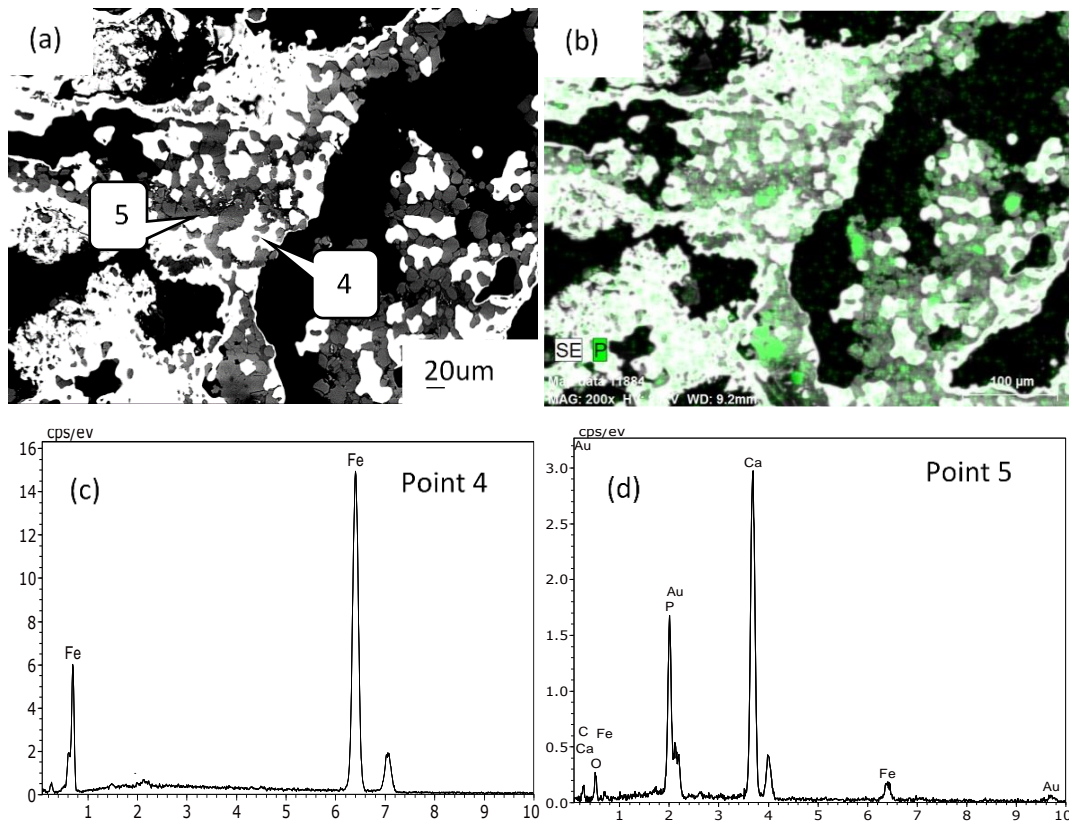 (a)
5
4
20um
(b)
SE P
Map data 11884
MAG: 200x
WD: 9.2mm
100 µm
cps/ev
16
14
12
10
8
6
4
2
0
(c)
Point 4
Fe
Fe
1 2 3 4 5 6 7 8 9 10
cps/ev
Au
3.0
2.5
2.0
1.5
1.0
0.5
0.0
(d)
Point 5
Ca
Au
P
C Fe
Ca
O
Fe
Au
1 2 3 4 5 6 7 8 9 10